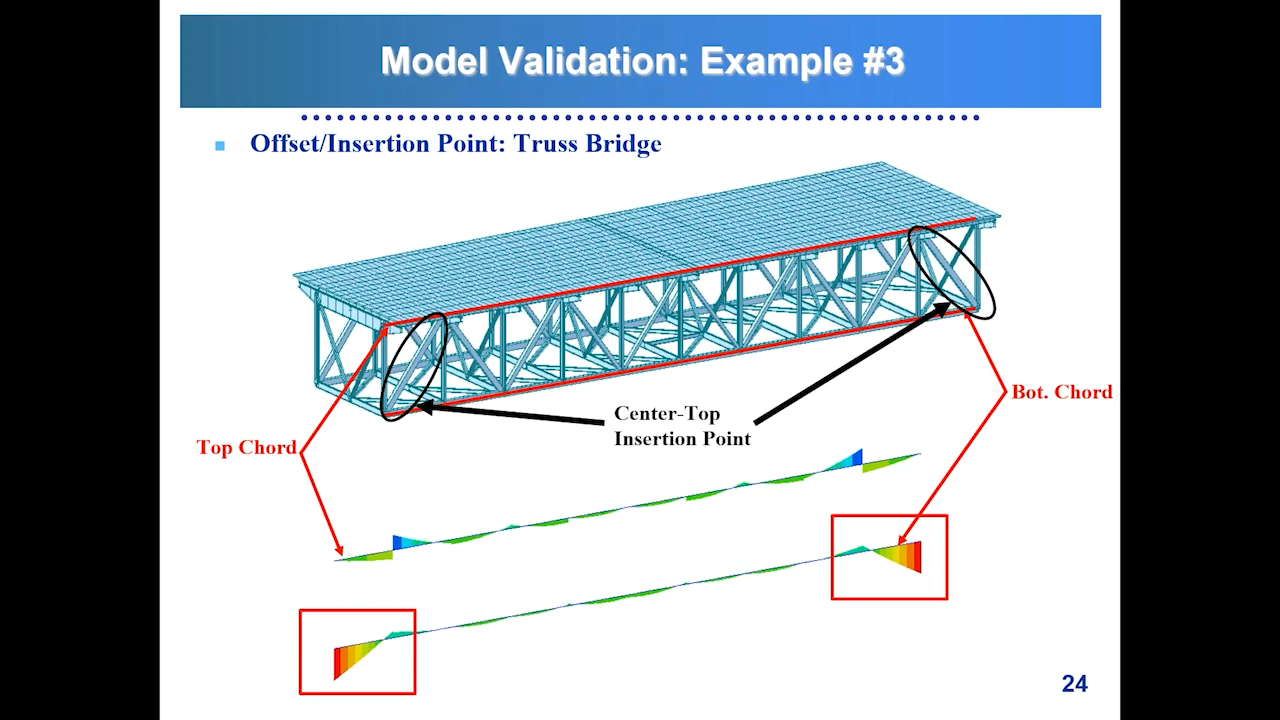 Model Validation: Example #3
Offset/Insertion Point: Truss Bridge
Center-Top
Insertion Point
Bot. Chord
Top Chord
24